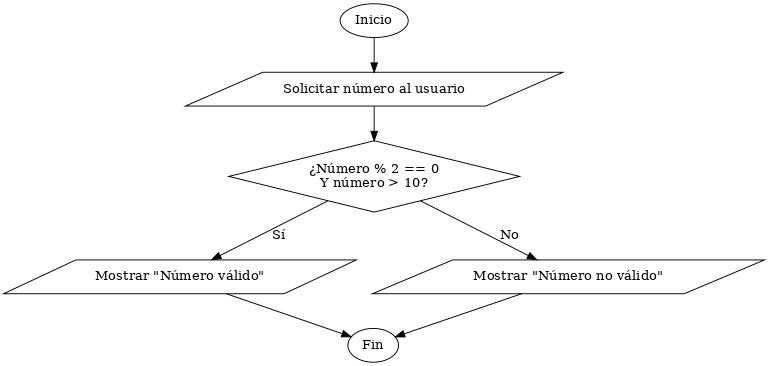 Inicio
Solicitar número al usuario
¿Número % 2 == 0
Y número > 10?
Sí
No
Mostrar "Número válido"
Mostrar "Número no válido"
Fin